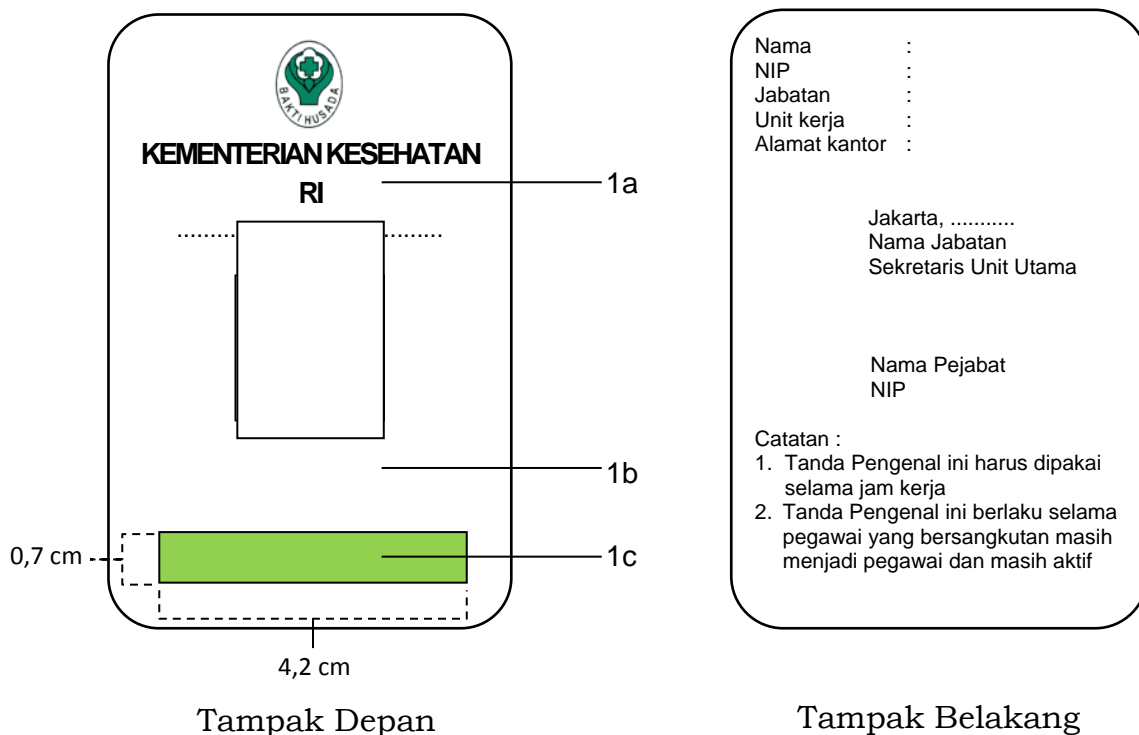 BAKTI HUSADA
KEMENTERIAN KESEHATAN
RI
1a
.........
.........
1b
0,7 cm
1c
4,2 cm
Tampak Depan
Nama :
NIP :
Jabatan :
Unit kerja :
Alamat kantor :
Jakarta, ...........
Nama Jabatan
Sekretaris Unit Utama
Nama Pejabat
NIP
Catatan :
1. Tanda Pengenal ini harus dipakai
selama jam kerja
2. Tanda Pengenal ini berlaku selama
pegawai yang bersangkutan masih
menjadi pegawai dan masih aktif
Tampak Belakang